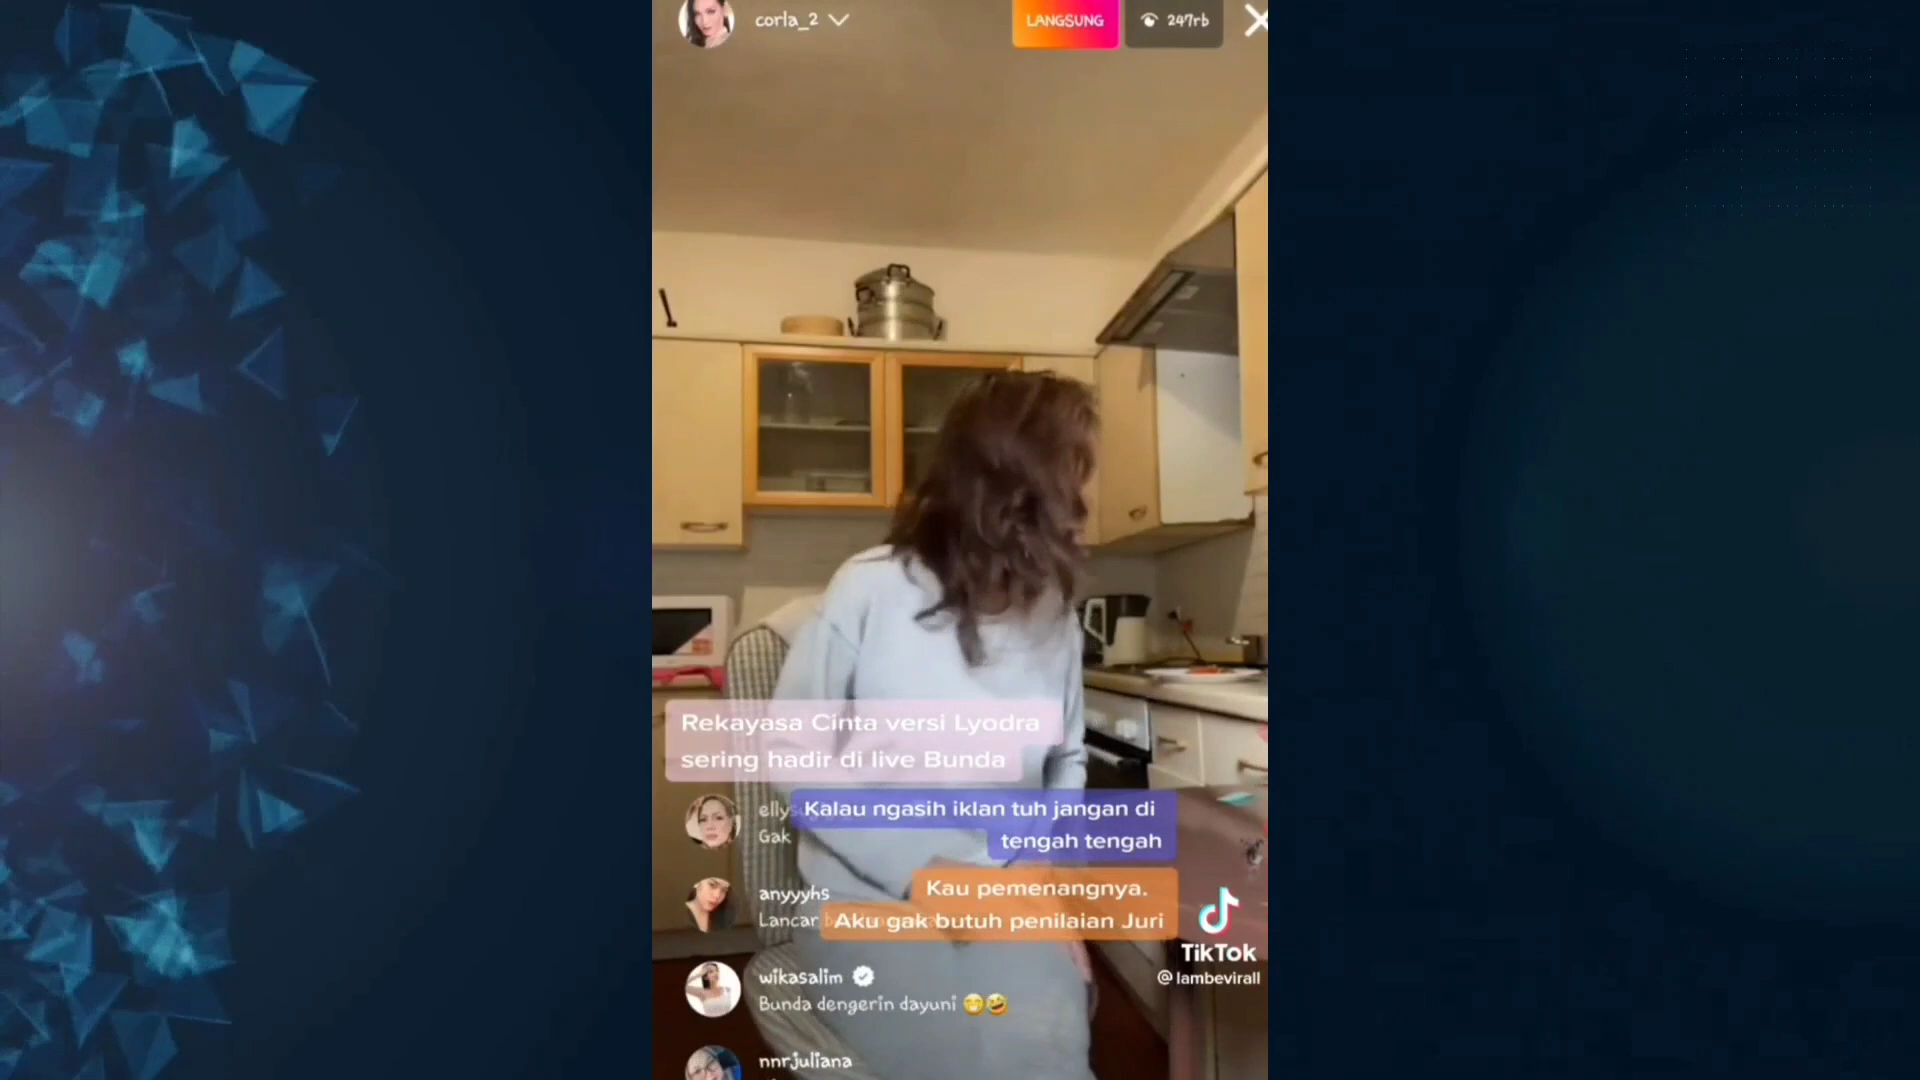 corla_2
LANGSUNG
247rb
Rekayasa Cinta versi Lyodra
sering hadir di live Bunda
Kalau ngasih iklan tuh jangan di
tengah tengah
Gak
anyyyhs
Kau pemenangnya.
Lancar
Aku gak butuh penilaian Juri
TikTok
@lambevirall
wikasalim
Bunda dengerin dayuni 😁🤣
nnrjuliana